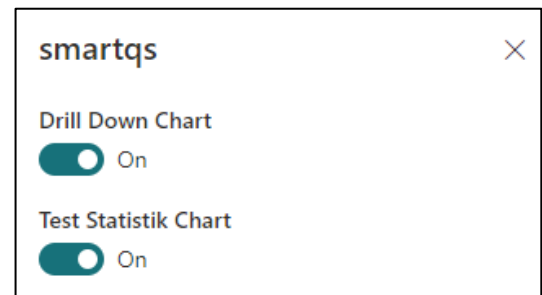 smartqs
Drill Down Chart
On
Test Statistik Chart
On